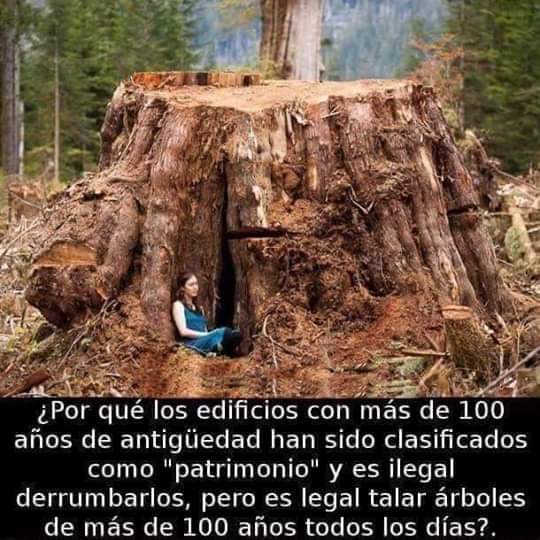 ¿Por qué los edificios con más de 100
años de antigüedad han sido clasificados
como "patrimonio" y es ilegal
derrumbarlos, pero es legal talar árboles
de más de 100 años todos los días?.